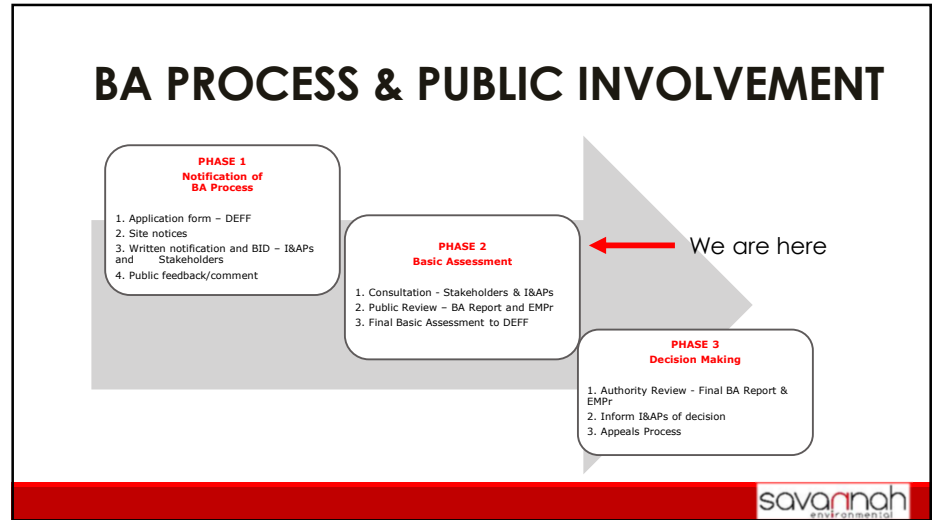 BA PROCESS & PUBLIC INVOLVEMENT
PHASE 1
Notification of
BA Process
1. Application form – DEFF
2. Site notices
3. Written notification and BID – I&APs
and Stakeholders
4. Public feedback/comment
PHASE 2
Basic Assessment
1. Consultation - Stakeholders & I&APs
2. Public Review – BA Report and EMPr
3. Final Basic Assessment to DEFF
We are here
PHASE 3
Decision Making
1. Authority Review - Final BA Report &
EMPr
2. Inform I&APs of decision
3. Appeals Process
savannah
environmental